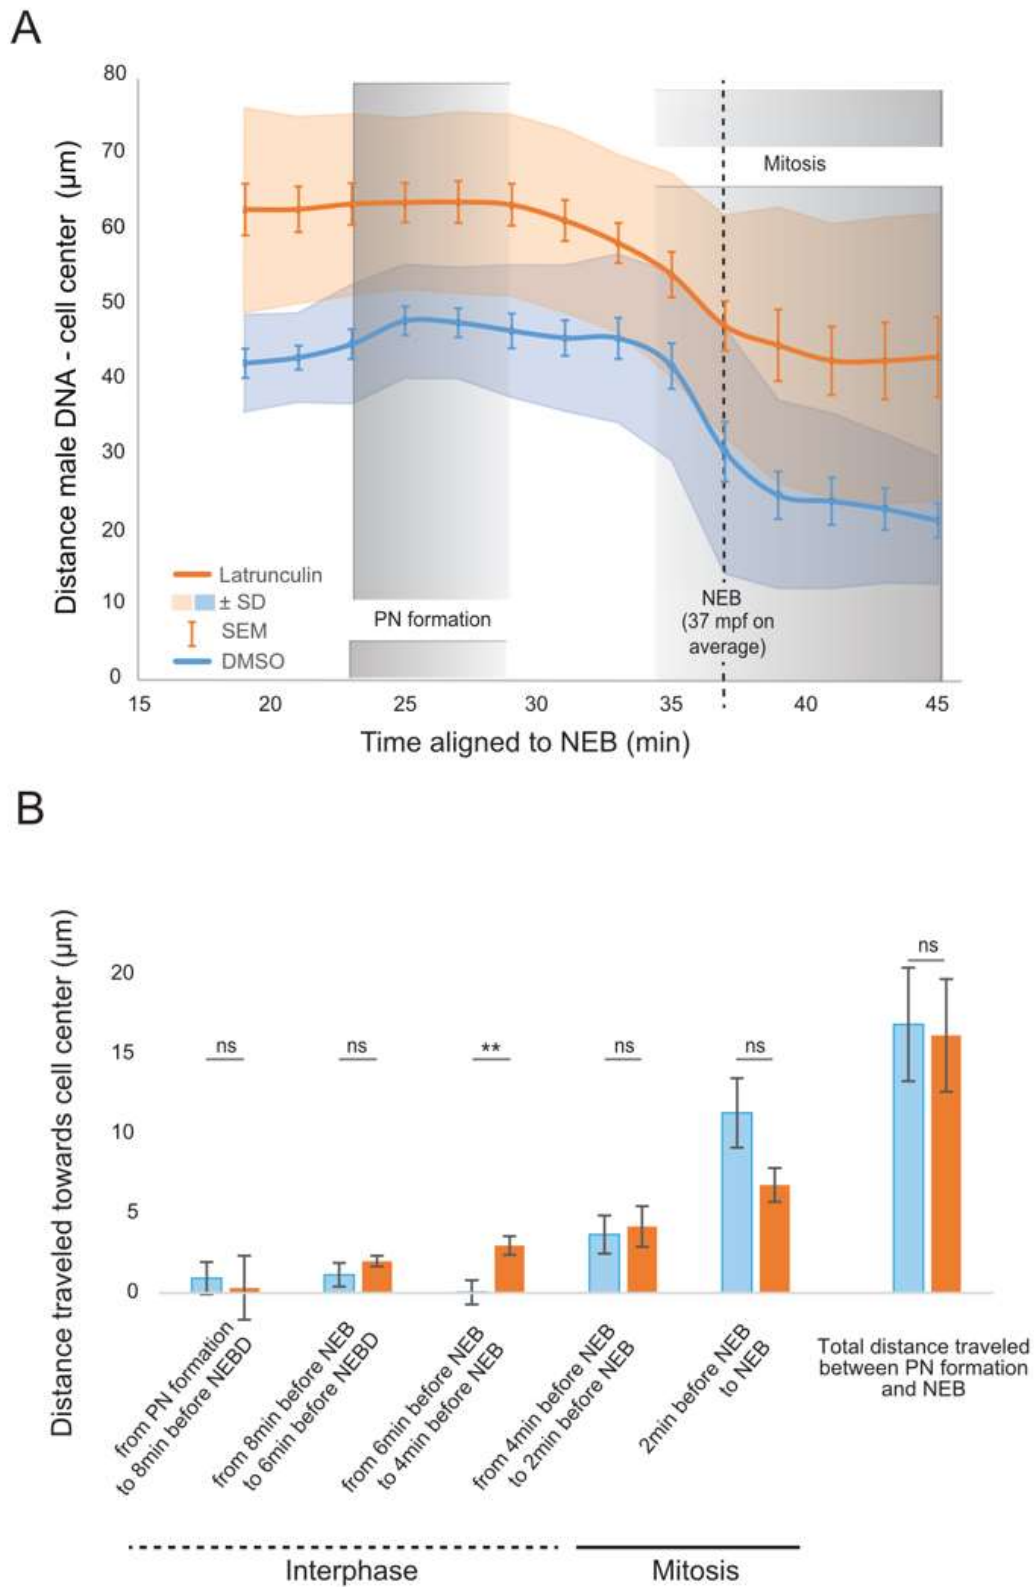 A
Distance male DNA - cell center (μm)
80
70
60
50
40
30
20
10
0
Mitosis
Latrunculin
± SD
SEM
DMSO
PN formation
NEB
(37 mpf on
average)
15
20
25
30
35
40
45
Time aligned to NEB (min)
B
Distance traveled towards cell center (μm)
20
15
10
5
0
ns
ns
**
ns
ns
ns
from PN formation
to 8min before NEBD
from 8min before NEB
to 6min before NEBD
from 6min before NEB
to 4min before NEB
from 4min before NEB
to 2min before NEB
2min before NEB
to NEB
Total distance traveled
between PN formation
and NEB
Interphase
Mitosis